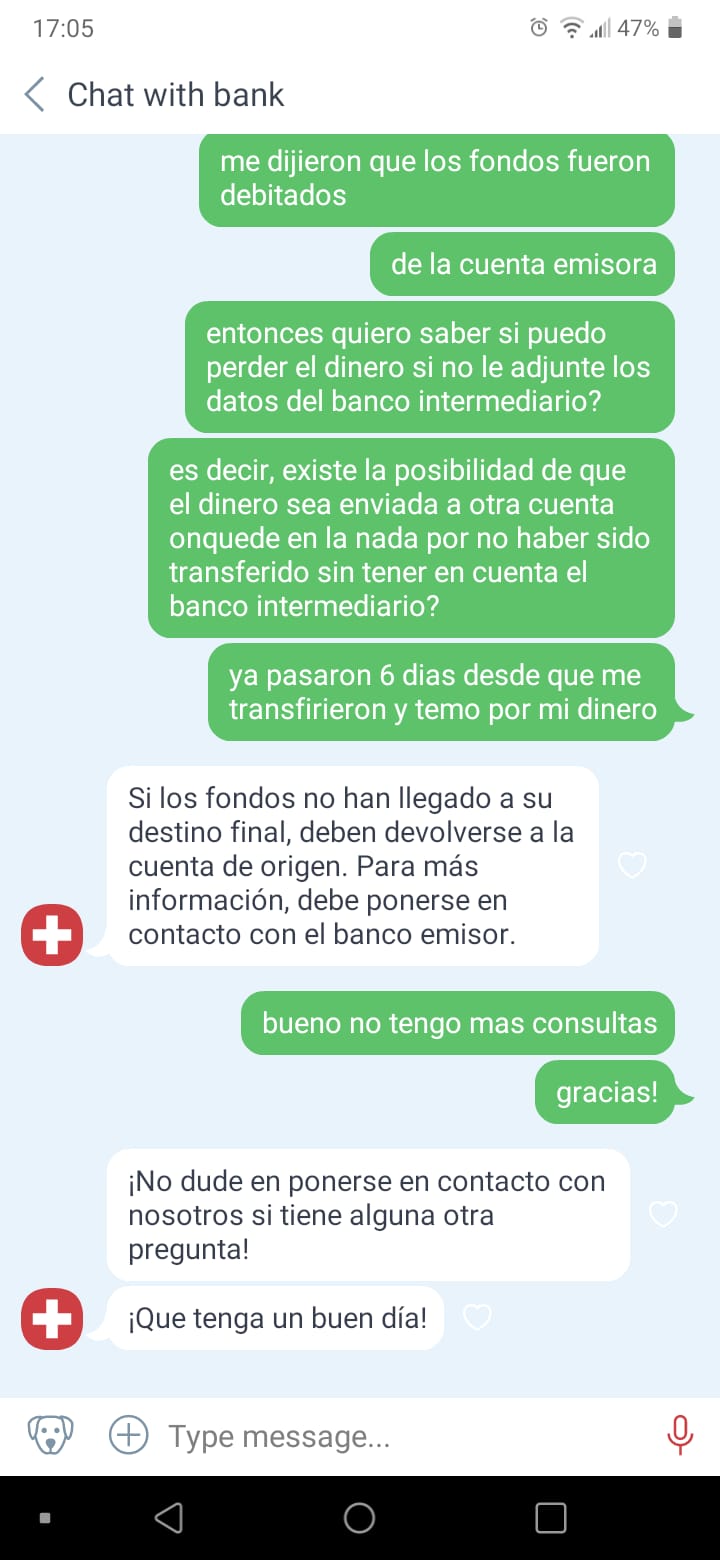 17:05
47%
Chat with bank
me dijieron que los fondos fueron
debitados
de la cuenta emisora
entonces quiero saber si puedo
perder el dinero si no le adjunte los
datos del banco intermediario?
es decir, existe la posibilidad de que
el dinero sea enviada a otra cuenta
onquede en la nada por no haber sido
transferido sin tener en cuenta el
banco intermediario?
ya pasaron 6 dias desde que me
transfirieron y temo por mi dinero
Si los fondos no han llegado a su
destino final, deben devolverse a la
cuenta de origen. Para más
información, debe ponerse en
contacto con el banco emisor.
bueno no tengo mas consultas
gracias!
¡No dude en ponerse en contacto con
nosotros si tiene alguna otra
pregunta!
¡Que tenga un buen día!
Type message...